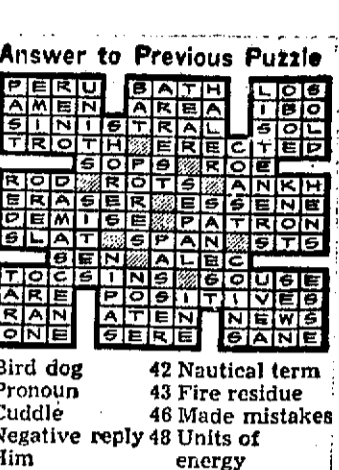 Answer to Previous Puzzle
PERU BATH LOS
AMEN AREA IBO
SINISTRAL SOL
TROTH ERECTED
SOPS ROE
ROD ROTS ANKH
ERASER ESSENE
DEMISE PATRON
SLAT SPAN STS
SEN ALEC
TOCSINS SOUSE
ARE POSITIVES
RAN ATEN NEWS
ONE SERE SANE
Bird dog 42 Nautical term
Pronoun 43 Fire residue
Cuddle 46 Made mistakes
Negative reply 48 Units of
Him energy